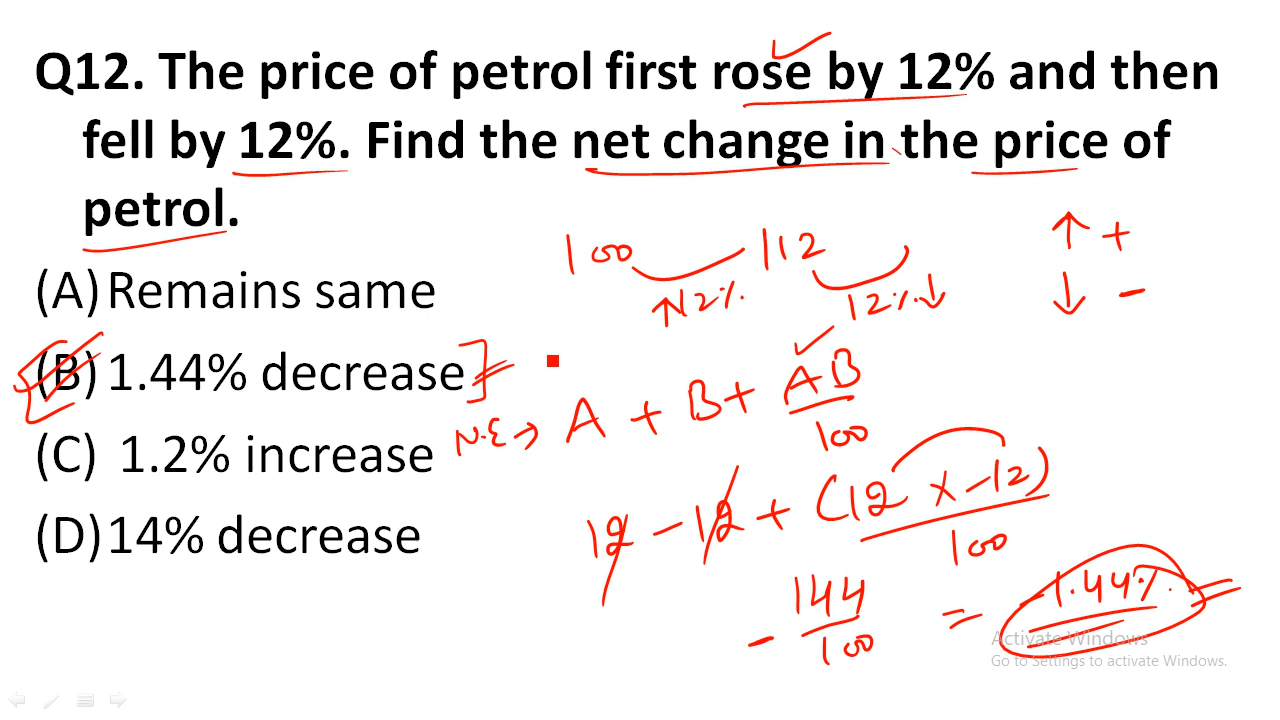 Q12. The price of petrol first rose by 12% and then
fell by 12%. Find the net change in the price of
petrol.
100 112 ↑ +
↑12% 12%↓ ↓ -
(A) Remains same
(B) 1.44% decrease
N.E → A + B + AB/100
(C) 1.2% increase
12 - 12 + (12 x -12)/100
(D) 14% decrease
- 144/100 = -1.44%
Activate Windows
Go to Settings to activate Windows.